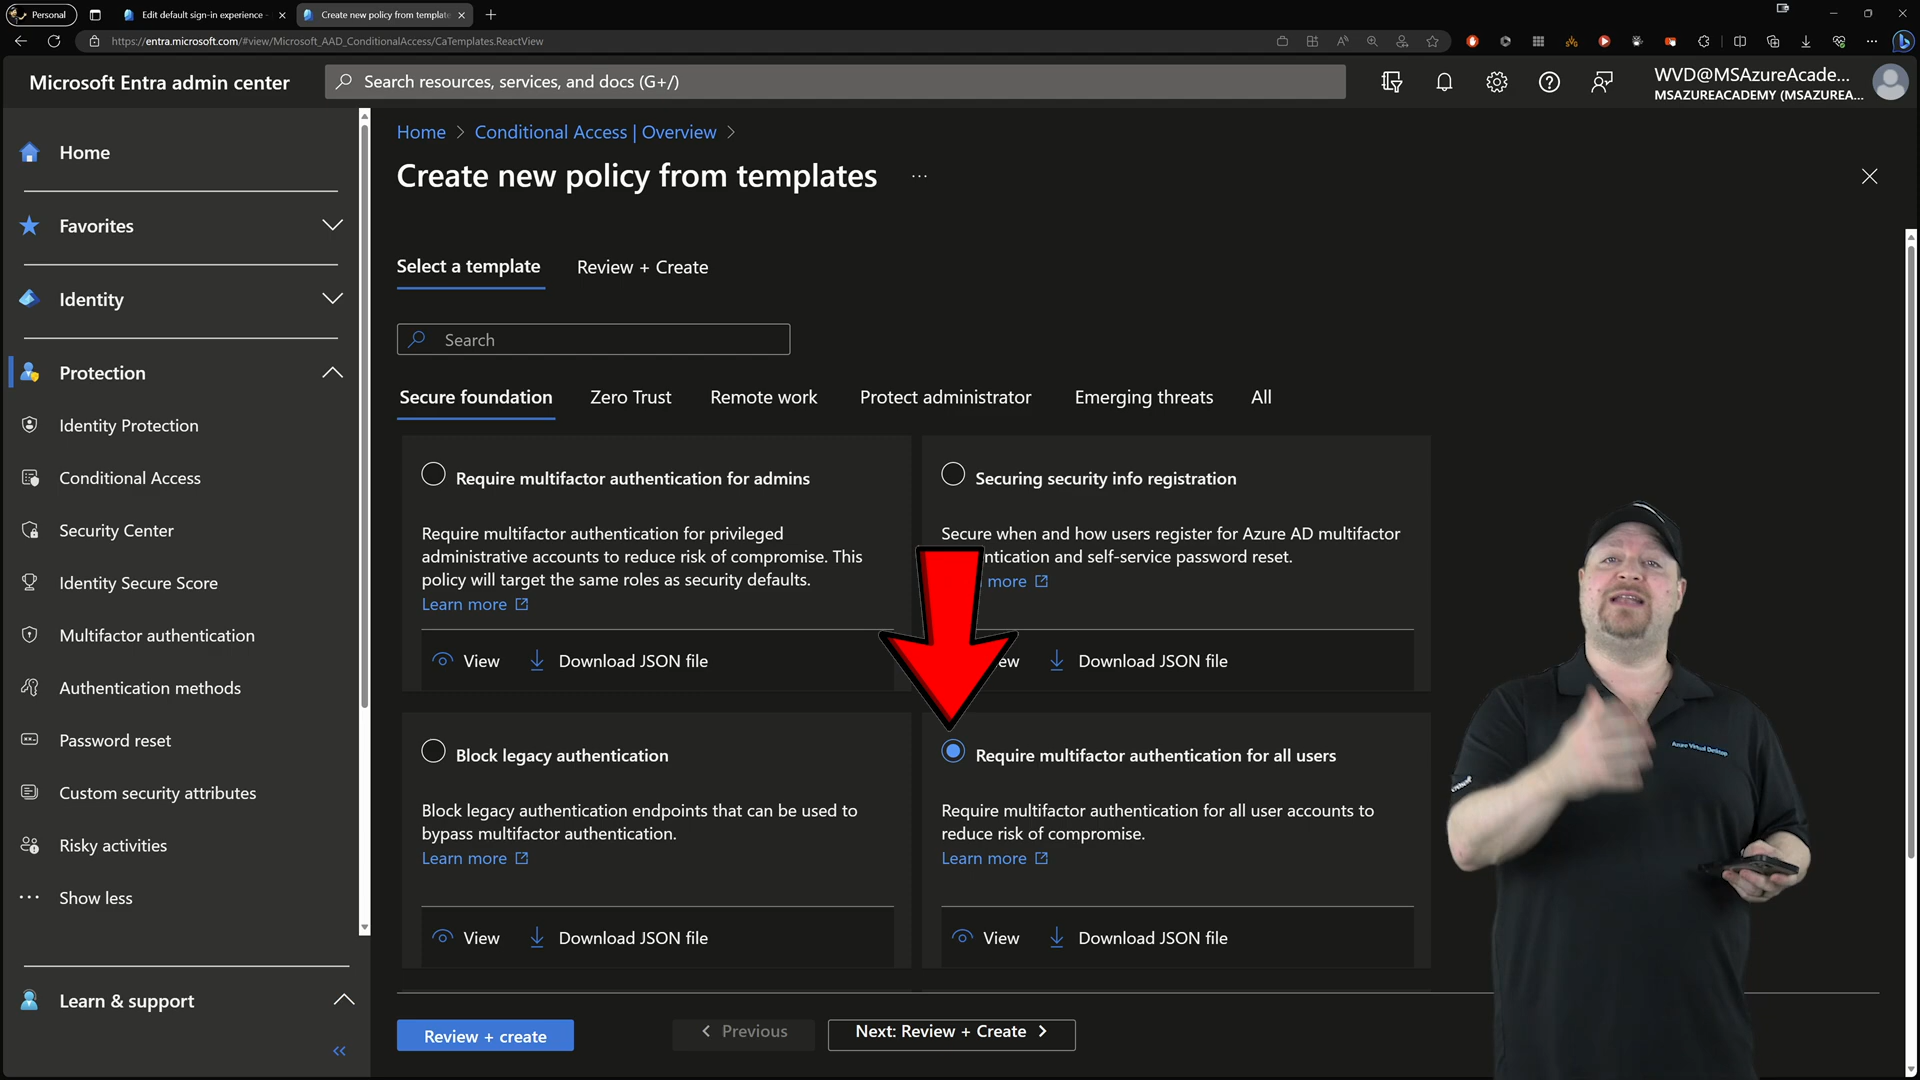 Personal
Edit default sign-in experience -
Create new policy from template
https://entra.microsoft.com/#view/Microsoft_AAD_ConditionalAccess/CaTemplates.ReactView
Microsoft Entra admin center
Search resources, services, and docs (G+/)
WVD@MSAzureAcade...
MSAZUREACADEMY (MSAZUREA...
Home
Favorites
Identity
Protection
Identity Protection
Conditional Access
Security Center
Identity Secure Score
Multifactor authentication
Authentication methods
Password reset
Custom security attributes
Risky activities
Show less
Learn & support
Home > Conditional Access | Overview >
Create new policy from templates ...
Select a template
Review + Create
Search
Secure foundation
Zero Trust
Remote work
Protect administrator
Emerging threats
All
Require multifactor authentication for admins
Require multifactor authentication for privileged
administrative accounts to reduce risk of compromise. This
policy will target the same roles as security defaults.
Learn more
View
Download JSON file
Securing security info registration
Secure when and how users register for Azure AD multifactor
entication and self-service password reset.
more
ew
Download JSON file
Block legacy authentication
Block legacy authentication endpoints that can be used to
bypass multifactor authentication.
Learn more
View
Download JSON file
Require multifactor authentication for all users
Require multifactor authentication for all user accounts to
reduce risk of compromise.
Learn more
View
Download JSON file
Azure Virtual Desktop
Review + create
< Previous
Next: Review + Create >